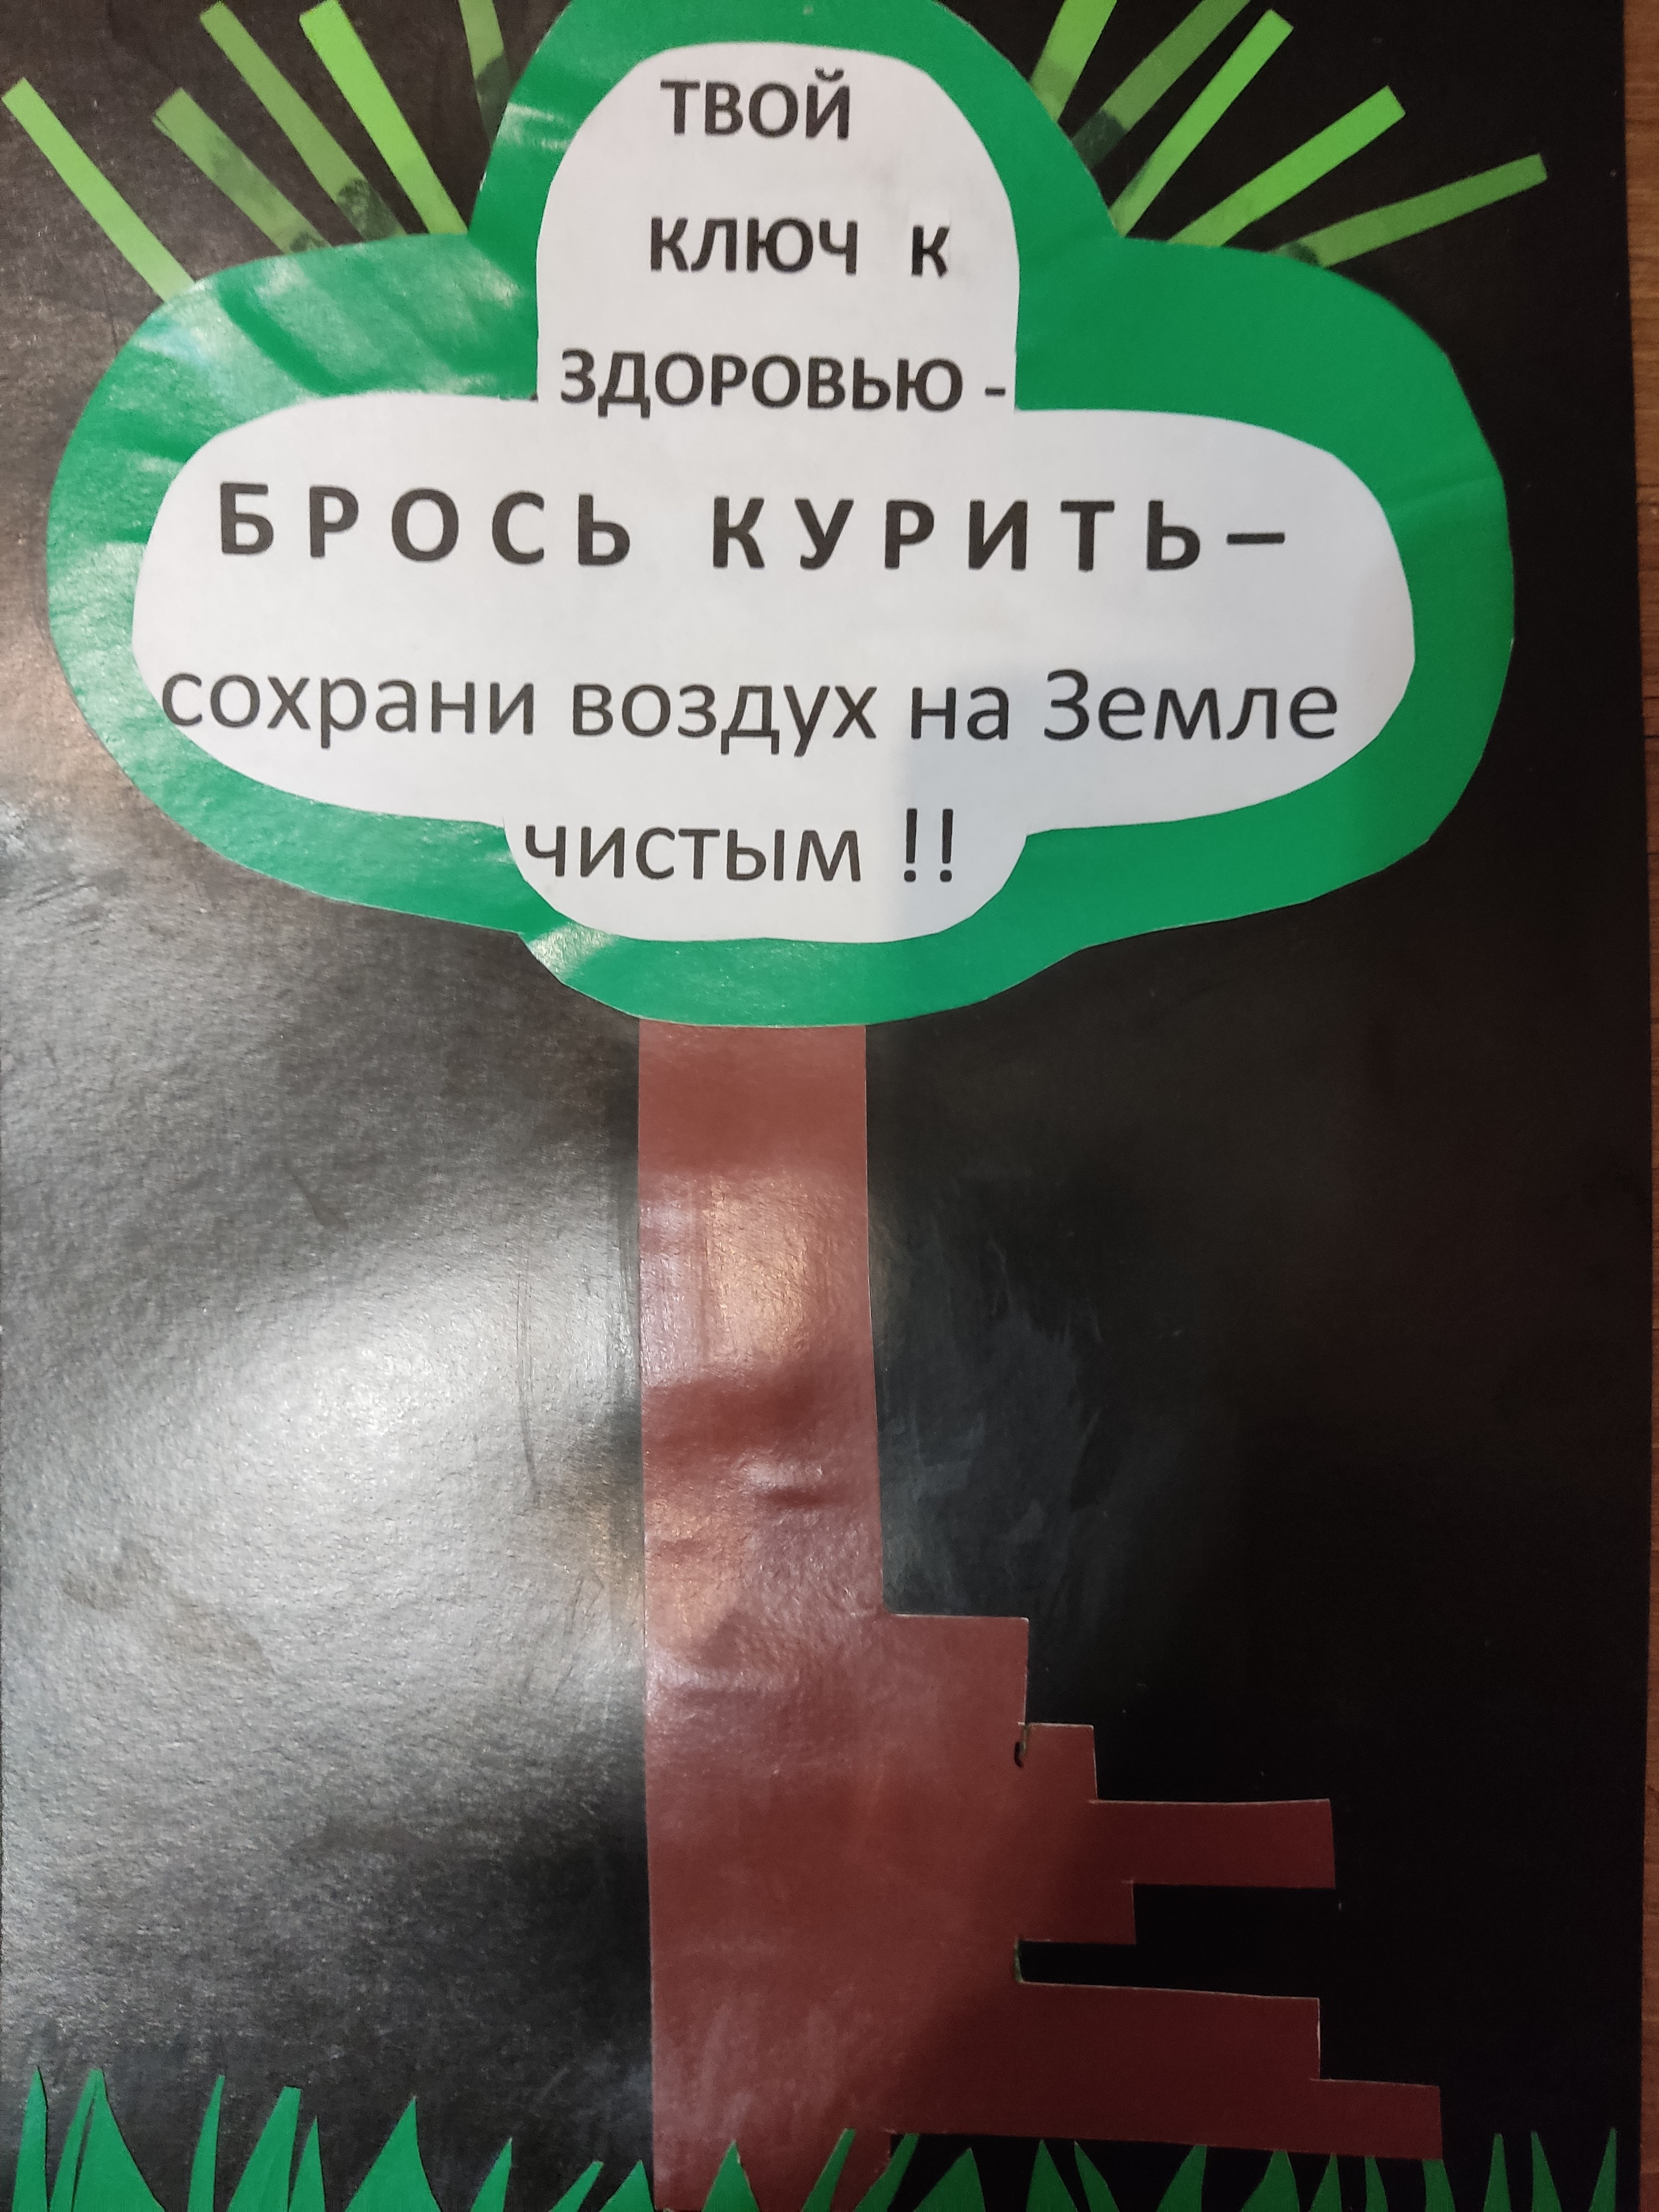 ТВОЙ
КЛЮЧ К
ЗДОРОВЬЮ -
БРОСЬ КУРИТЬ–
сохрани воздух на Земле
чистым !!